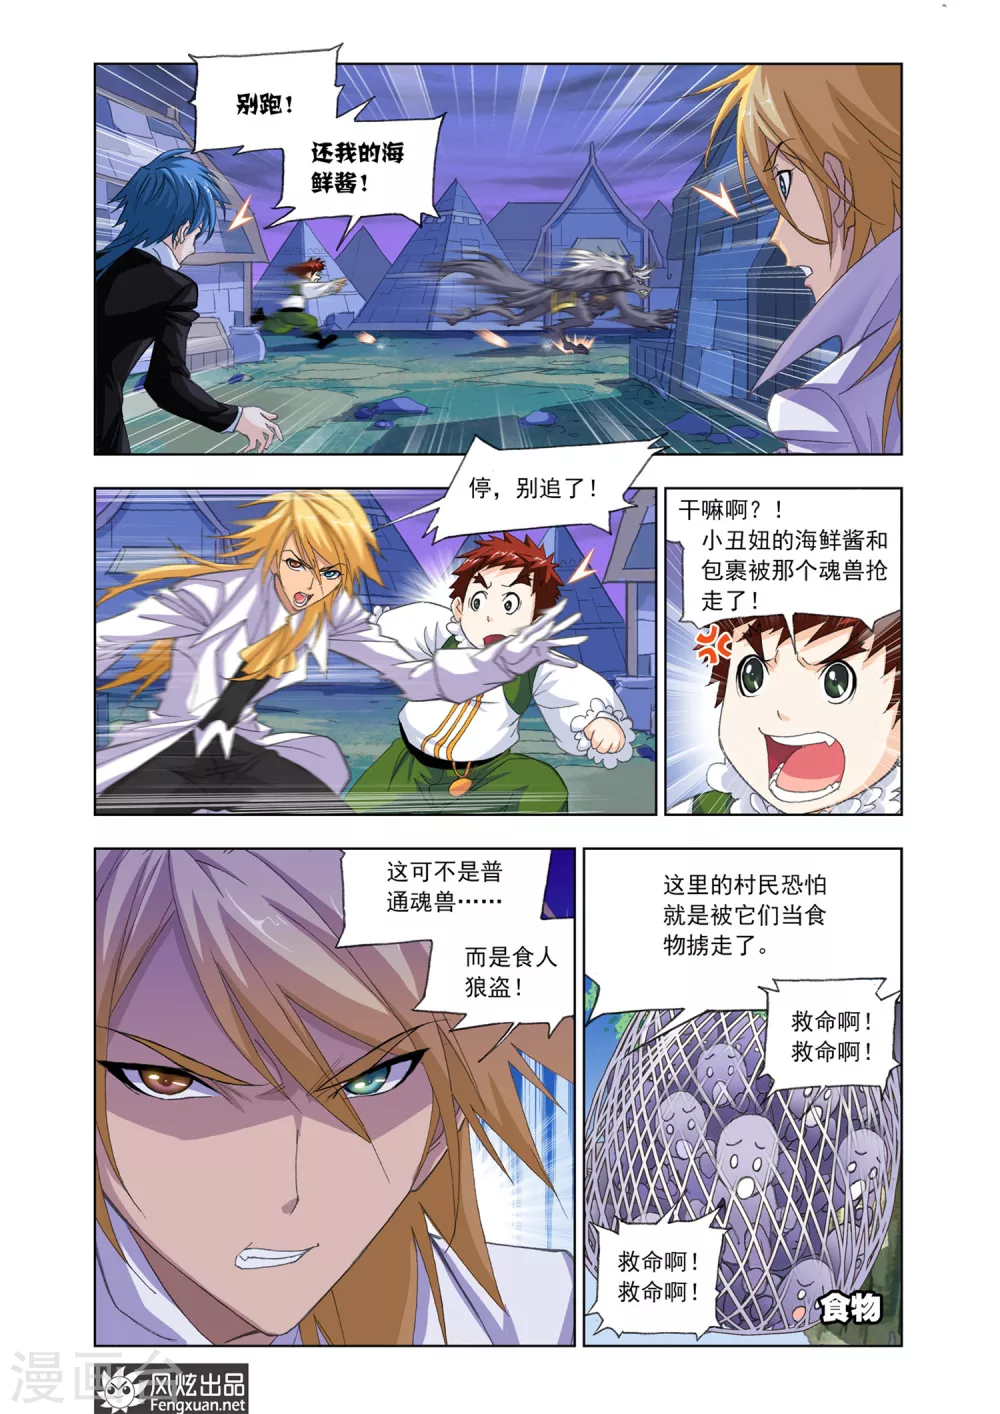 别跑！
还我的海
鲜酱！
停，别追了！
干嘛啊？！
小丑妞的海鲜酱和
包裹被那个魂兽抢
走了！
这可不是普
通魂兽……
而是食人
狼盗！
这里的村民恐怕
就是被它们当食
物掳走了。
救命啊！
救命啊！
救命啊！
救命啊！
食物
漫画台
风炫出品
Fengxuan.net